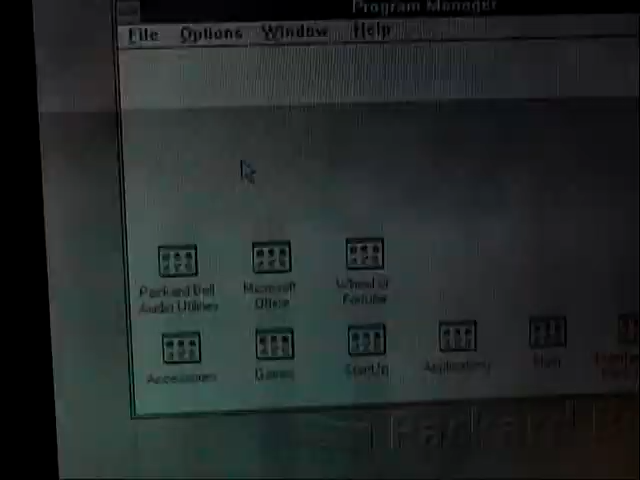 Program Manager
File Options Window Help
Packard Bell
Audio Utilities
Microsoft
Office
Wheel of
Fortune
Accessories
Games
StartUp
Applications
Main
Packard